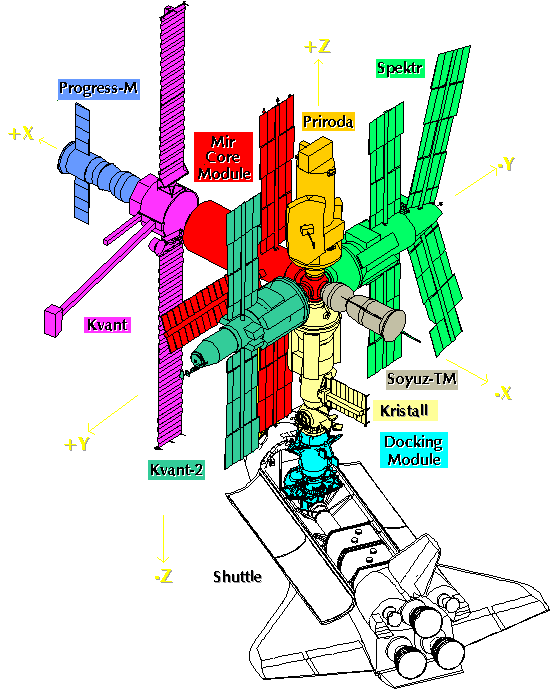 +Z
Spektr
Progress-M
Priroda
+X
Mir
Core
Module
-Y
Kvant
Soyuz-TM
-X
Kristall
+Y
Docking
Module
Kvant-2
-Z
Shuttle